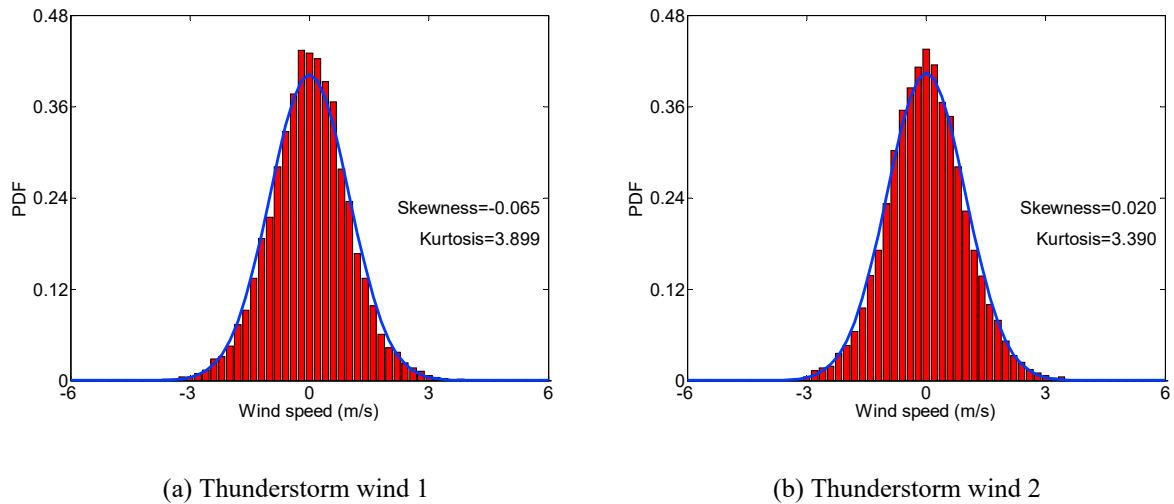 0.48
0.36
0.24
0.12
0
PDF
-6
-3
0
3
6
Wind speed (m/s)
Skewness=-0.065
Kurtosis=3.899
(a) Thunderstorm wind 1
0.48
0.36
0.24
0.12
0
PDF
-6
-3
0
3
6
Wind speed (m/s)
Skewness=0.020
Kurtosis=3.390
(b) Thunderstorm wind 2